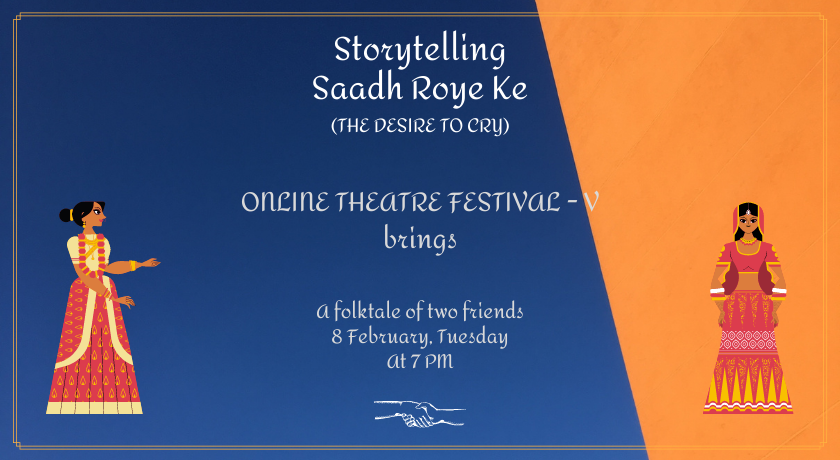 Storytelling
Saadh Roye Ke
(THE DESIRE TO CRY)
ONLINE THEATRE FESTIVAL - V
brings
A folktale of two friends
8 February, Tuesday
At 7 PM